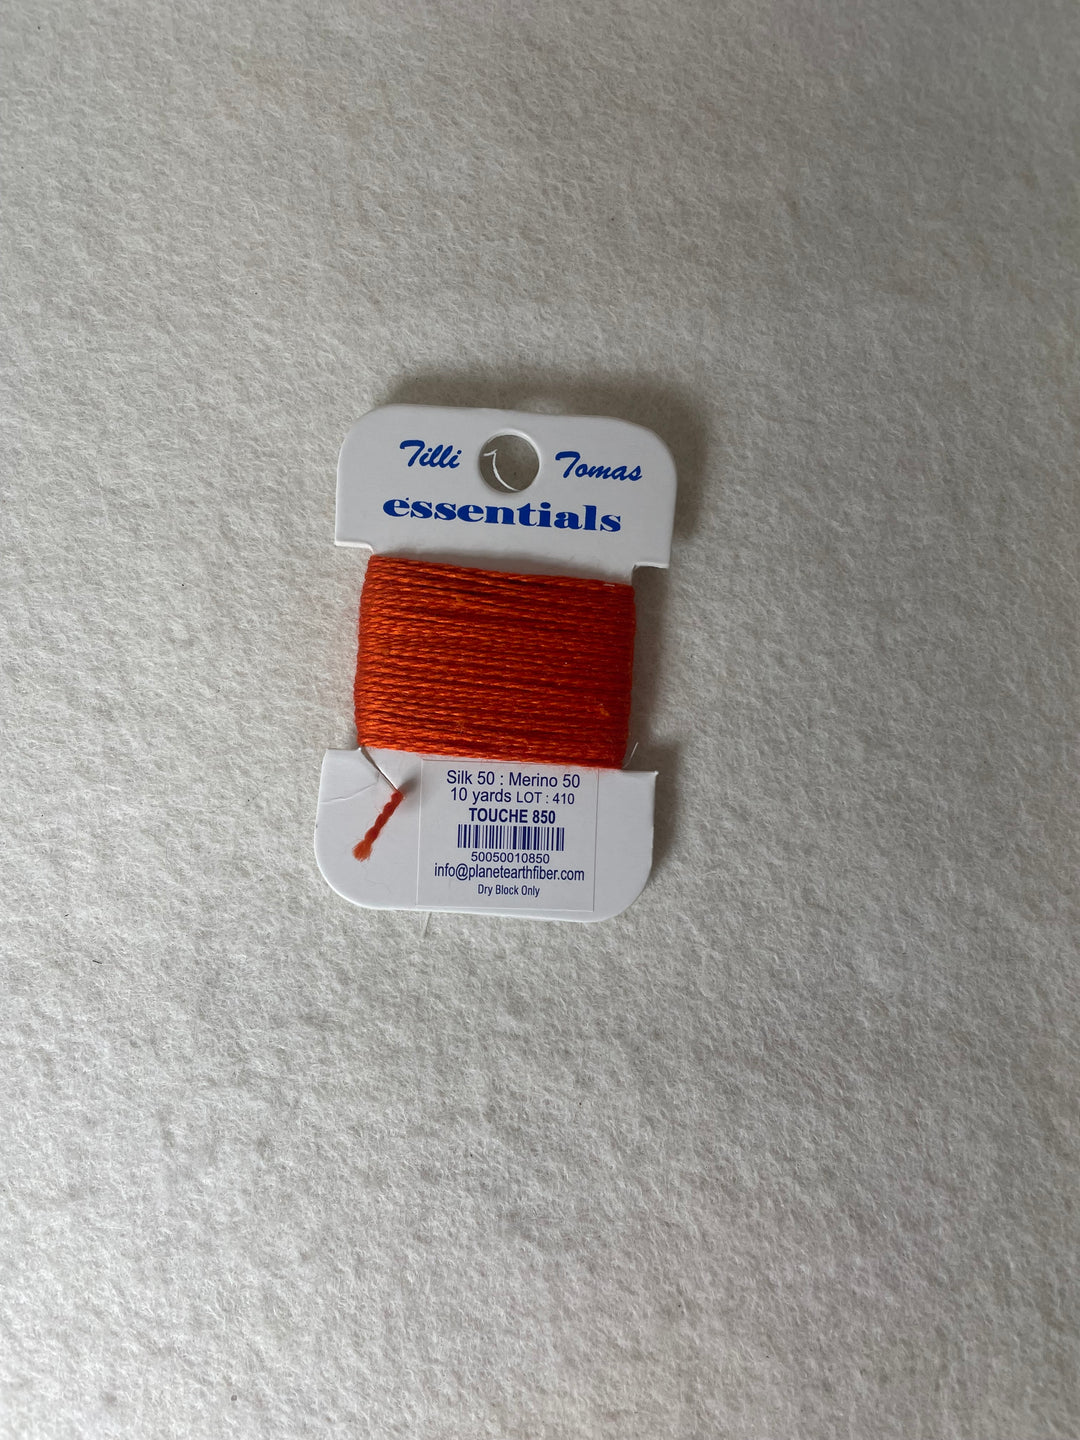 Tilli Tomas
essentials
Silk 50 : Merino 50
10 yards LOT : 410
TOUCHE 850
50050010850
info@planetearthfiber.com
Dry Block Only